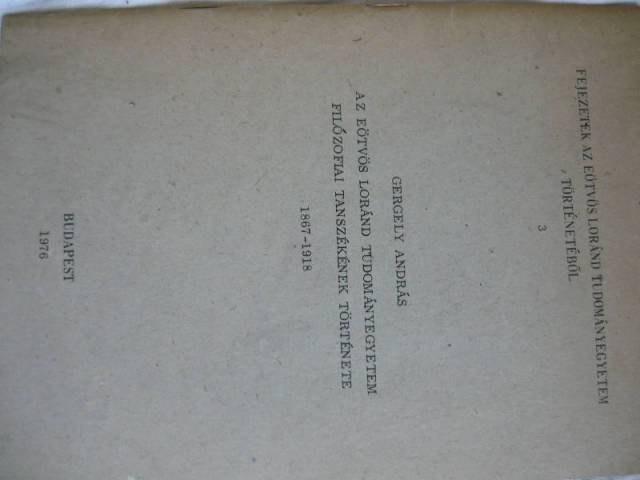 FEJEZETEK AZ EÖTVÖS LORÁND TUDOMÁNYEGYETEM
TÖRTÉNETÉBŐL
3
GERGELY ANDRÁS
AZ EÖTVÖS LORÁND TUDOMÁNYEGYETEM
FILÓZOFIAI TANSZÉKÉNEK TÖRTÉNETE
1867-1918
BUDAPEST
1976